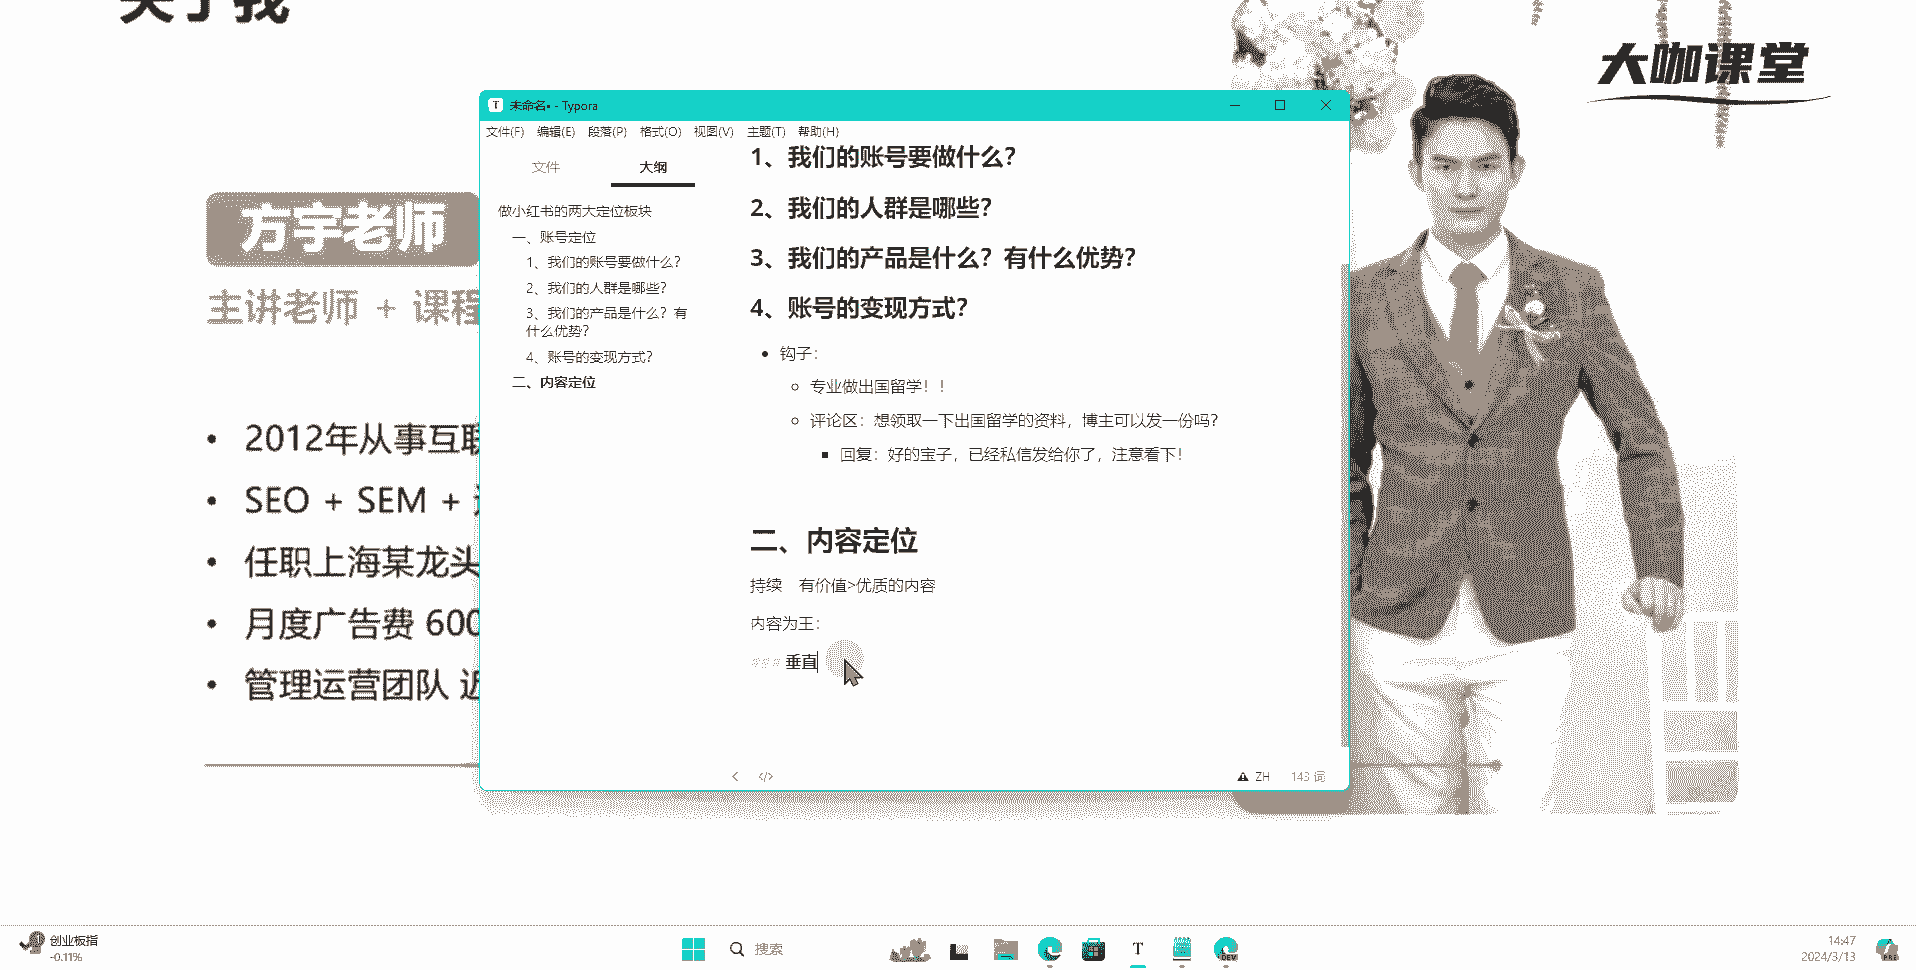 关于我
大咖课堂
方宇老师
主讲老师 + 课程
2012年从事互联
SEO + SEM +
任职上海某龙头
月度广告费 600
管理运营团队 近
未命名• - Typora
文件(F) 编辑(E) 段落(P) 格式(O) 视图(V) 主题(T) 帮助(H)
文件 大纲
做小红书的两大定位板块
一、账号定位
1、我们的账号要做什么？
2、我们的人群是哪些？
3、我们的产品是什么？有
什么优势？
4、账号的变现方式？
二、内容定位
1、我们的账号要做什么？
2、我们的人群是哪些？
3、我们的产品是什么？有什么优势？
4、账号的变现方式？
钩子：
专业做出国留学！！
评论区：想领取一下出国留学的资料，博主可以发一份吗？
回复：好的宝子，已经私信发给你了，注意看下！
二、内容定位
持续 有价值>优质的内容
内容为王：
### 垂直
ZH 143 词
创业板指
-0.11%
搜索
DEV
14:47
2024/3/13
PRE